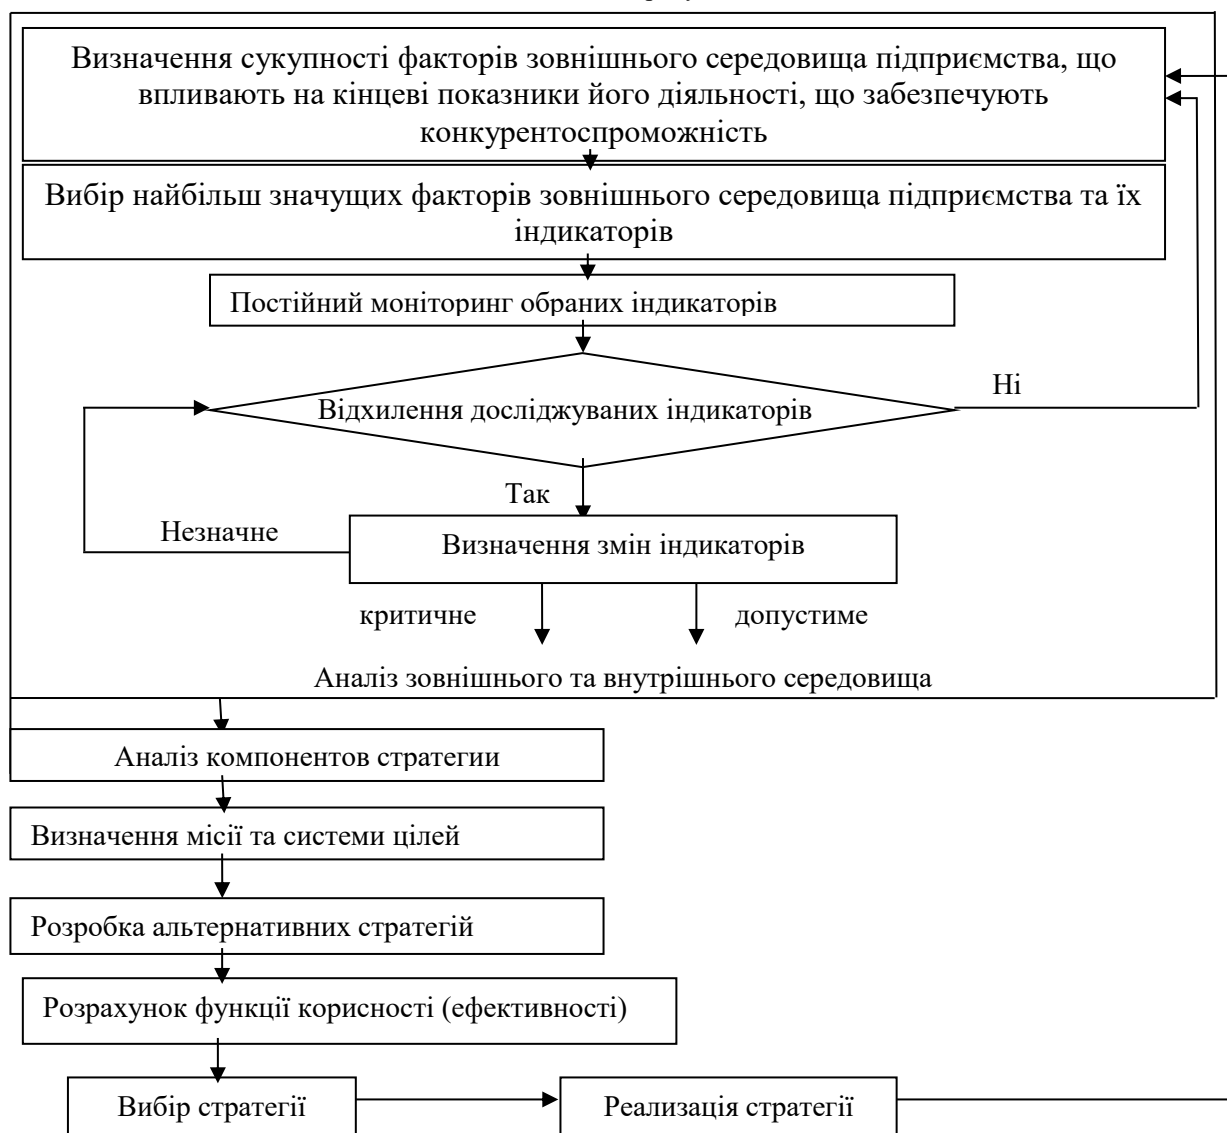 Визначення сукупності факторів зовнішнього середовища підприємства, що
впливають на кінцеві показники його діяльності, що забезпечують
конкурентоспроможність
Вибір найбільш значущих факторів зовнішнього середовища підприємства та їх
індикаторів
Постійний моніторинг обраних індикаторів
Ні
Відхилення досліджуваних індикаторів
Так
Незначне
Визначення змін індикаторів
критичне
допустиме
Аналіз зовнішнього та внутрішнього середовища
Аналіз компонентов стратегии
Визначення місії та системи цілей
Розробка альтернативних стратегій
Розрахунок функції корисності (ефективності)
Вибір стратегії
Реализація стратегії